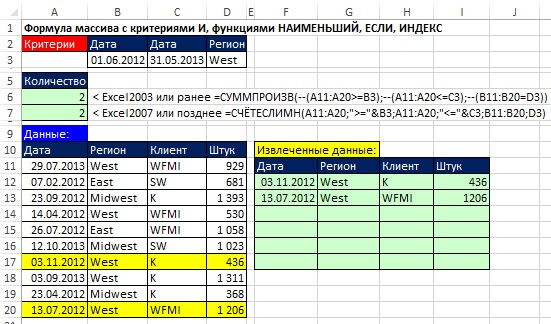 A B C D E F G H I J
1 Формула массива с критериями И, функциями НАИМЕНЬШИЙ, ЕСЛИ, ИНДЕКС
2 Критерии Дата Дата Регион
3 01.06.2012 31.05.2013 West
5 Количество
6 2 < Excel2003 или ранее =СУММПРОИЗВ(--(A11:A20>=B3);--(A11:A20<=C3);--(B11:B20=D3))
7 2 < Excel2007 или позднее =СЧЁТЕСЛИМН(A11:A20;">="&B3;A11:A20;"<="&C3;B11:B20;D3)
9 Данные:
10 Дата Регион Клиент Штук Извлеченные данные:
11 29.07.2013 West WFMI 929 Дата Регион Клиент Штук
12 07.02.2012 East SW 681 03.11.2012 West K 436
13 23.09.2012 Midwest K 1 393 13.07.2012 West WFMI 1206
14 14.04.2012 West WFMI 530
15 26.07.2012 East WFMI 1 058
16 12.10.2013 Midwest SW 1 023
17 03.11.2012 West K 436
18 03.09.2013 West K 1 311
19 23.04.2012 Midwest K 368
20 13.07.2012 West WFMI 1 206
21